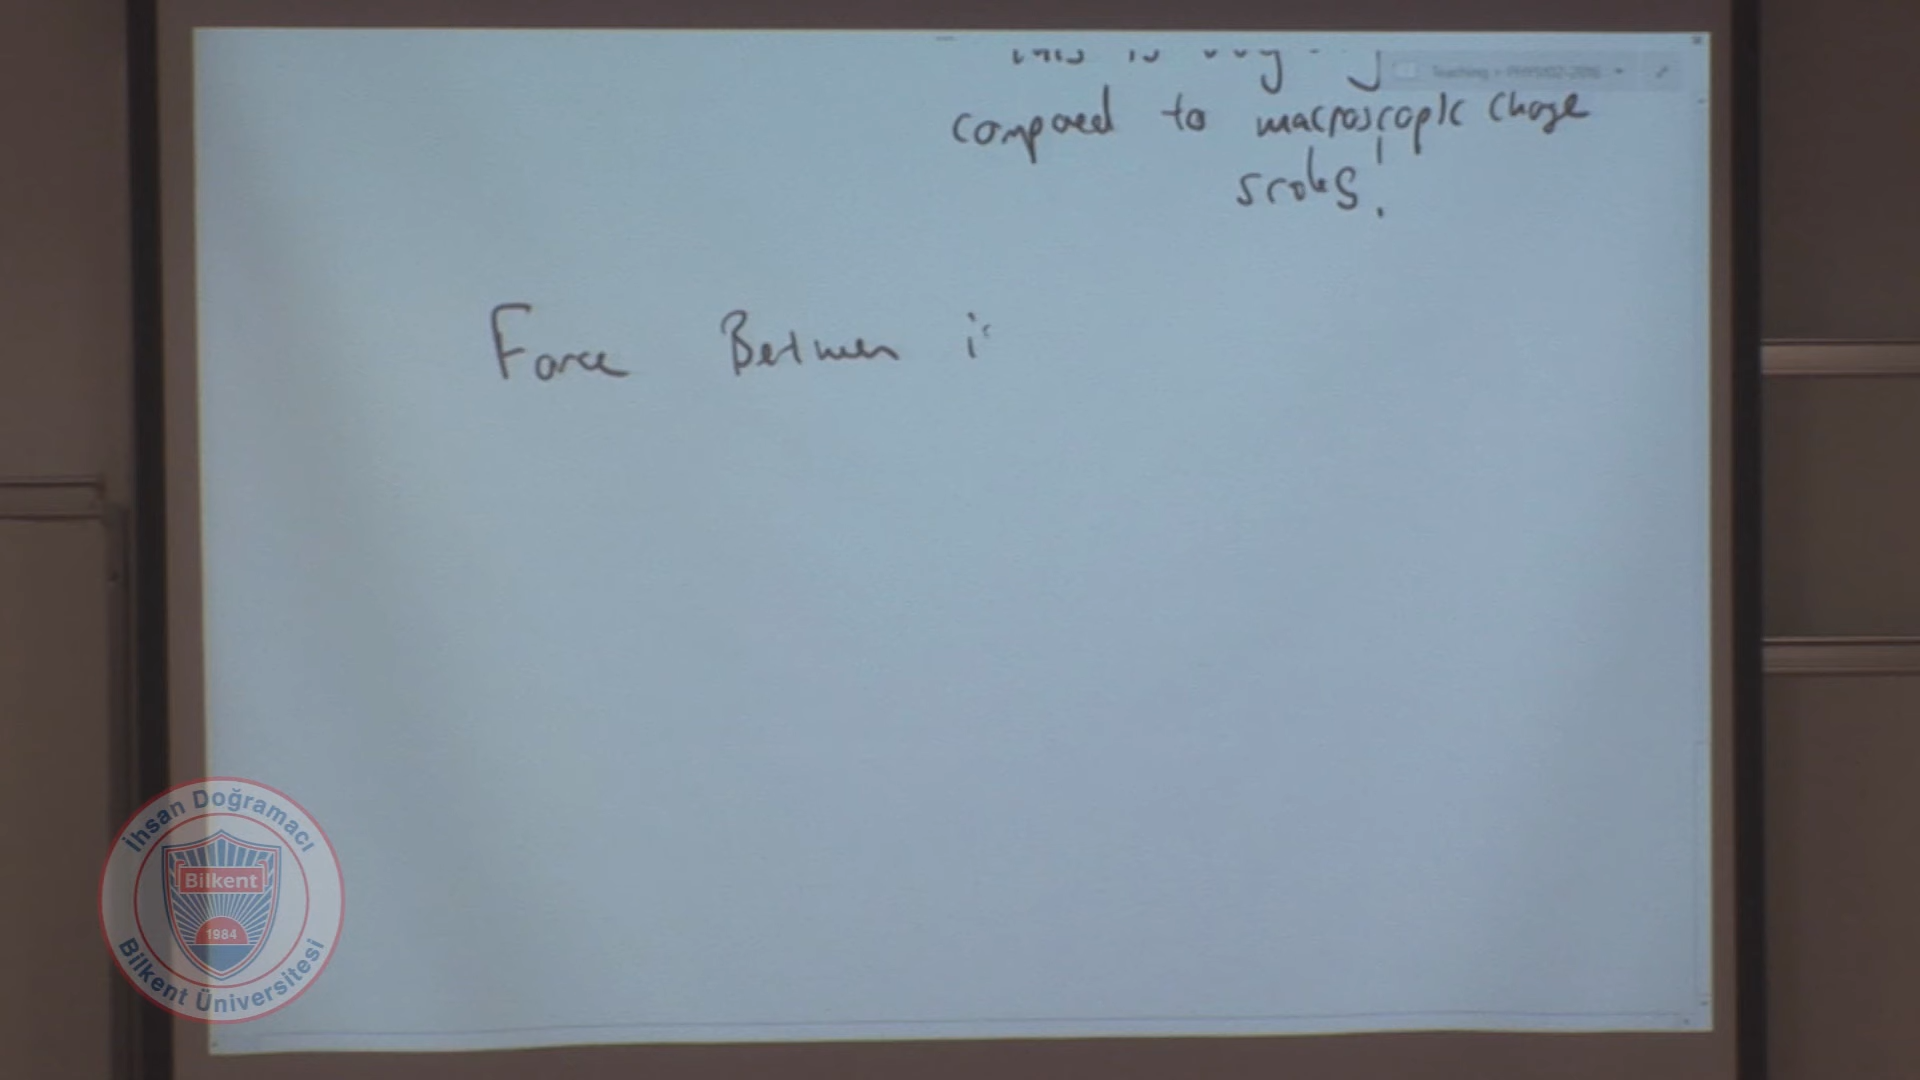 compared to macroscopic charge
scales!
Force Between i
İhsan Doğramacı
Bilkent
1984
Bilkent Üniversitesi